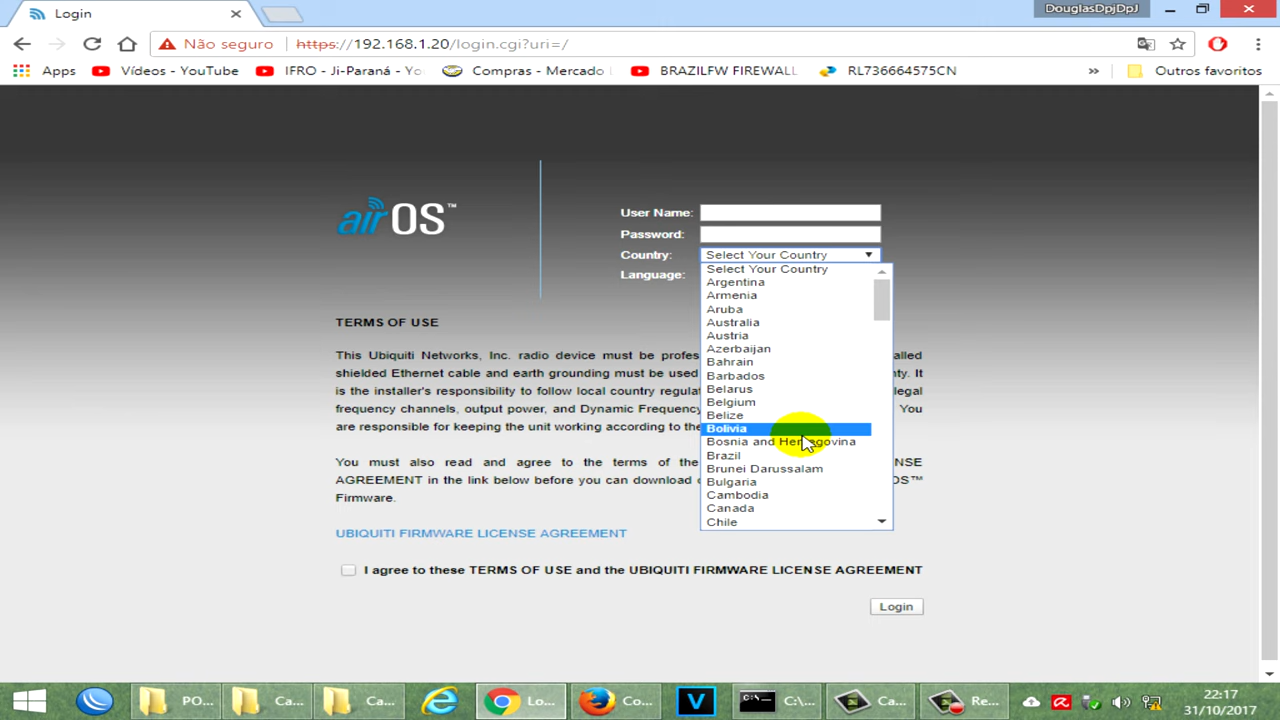 Login
DouglasDpjDpJ
Não seguro
https://192.168.1.20/login.cgi?uri=/
Apps
Vídeos - YouTube
IFRO - Ji-Paraná - Yo
Compras - Mercado
BRAZILFW FIREWALL
RL736664575CN
»
Outros favoritos
airOS™
User Name:
Password:
Country: Select Your Country
Language:
Select Your Country
Argentina
Armenia
Aruba
Australia
Austria
Azerbaijan
Bahrain
Barbados
Belarus
Belgium
Belize
Bolivia
Bosnia and Herzegovina
Brazil
Brunei Darussalam
Bulgaria
Cambodia
Canada
Chile
TERMS OF USE
This Ubiquiti Networks, Inc. radio device must be profes alled
shielded Ethernet cable and earth grounding must be used nty. It
is the installer's responsibility to follow local country regula legal
frequency channels, output power, and Dynamic Frequency You
are responsible for keeping the unit working according to the
You must also read and agree to the terms of the ENSE
AGREEMENT in the link below before you can download OS™
Firmware.
UBIQUITI FIRMWARE LICENSE AGREEMENT
I agree to these TERMS OF USE and the UBIQUITI FIRMWARE LICENSE AGREEMENT
Login
PO...
Ca...
Ca...
Lo...
Co...
V
C:\...
Ca...
Re...
22:17
31/10/2017